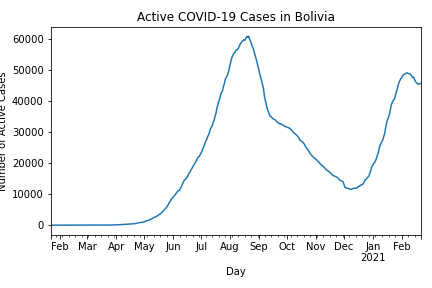 Active COVID-19 Cases in Bolivia
Number of Active Cases
60000
50000
40000
30000
20000
10000
0
Feb Mar Apr May Jun Jul Aug Sep Oct Nov Dec Jan Feb
2021
Day